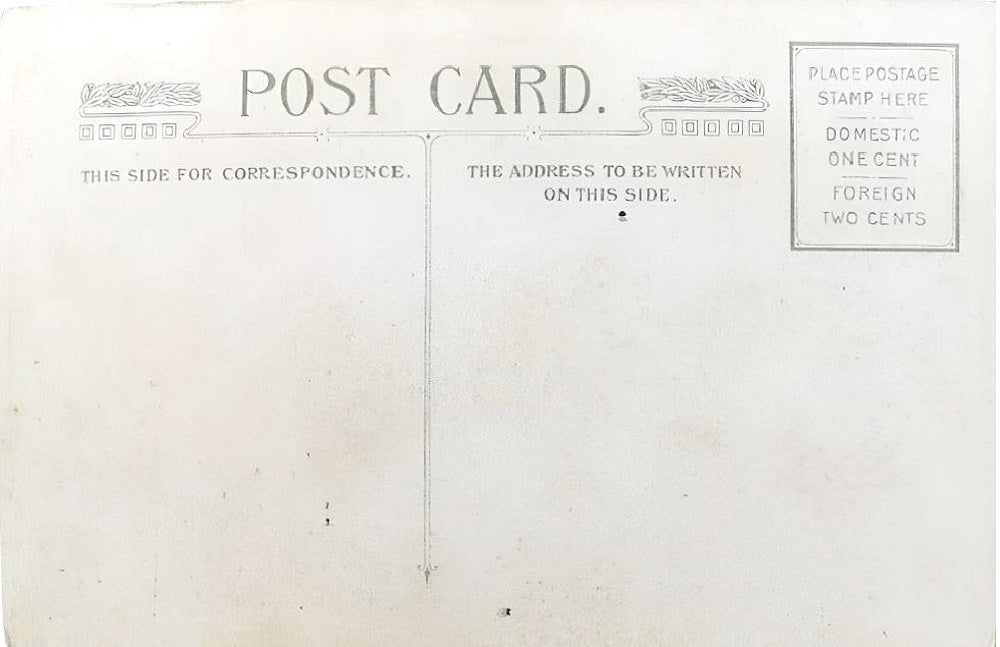 POST CARD.
THIS SIDE FOR CORRESPONDENCE.
THE ADDRESS TO BE WRITTEN
ON THIS SIDE.
PLACE POSTAGE
STAMP HERE
DOMESTIC
ONE CENT
FOREIGN
TWO CENTS